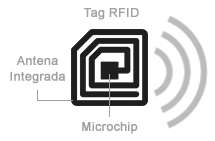 Tag RFID
Antena
Integrada
Microchip